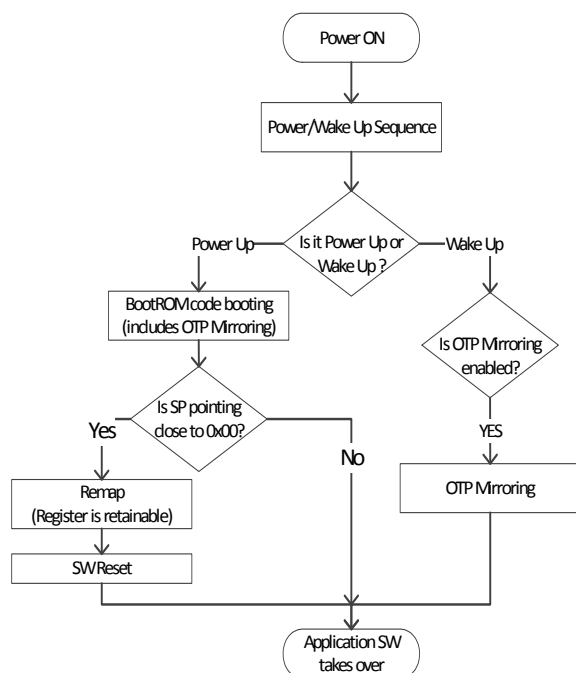 Power ON
Power/Wake Up Sequence
Is it Power Up or
Wake Up ?
Power Up
Wake Up
BootROM code booting
(includes OTP Mirroring)
Is OTP Mirroring
enabled?
Is SP pointing
close to 0x00?
Yes
No
YES
Remap
(Register is retainable)
OTP Mirroring
SW Reset
Application SW
takes over